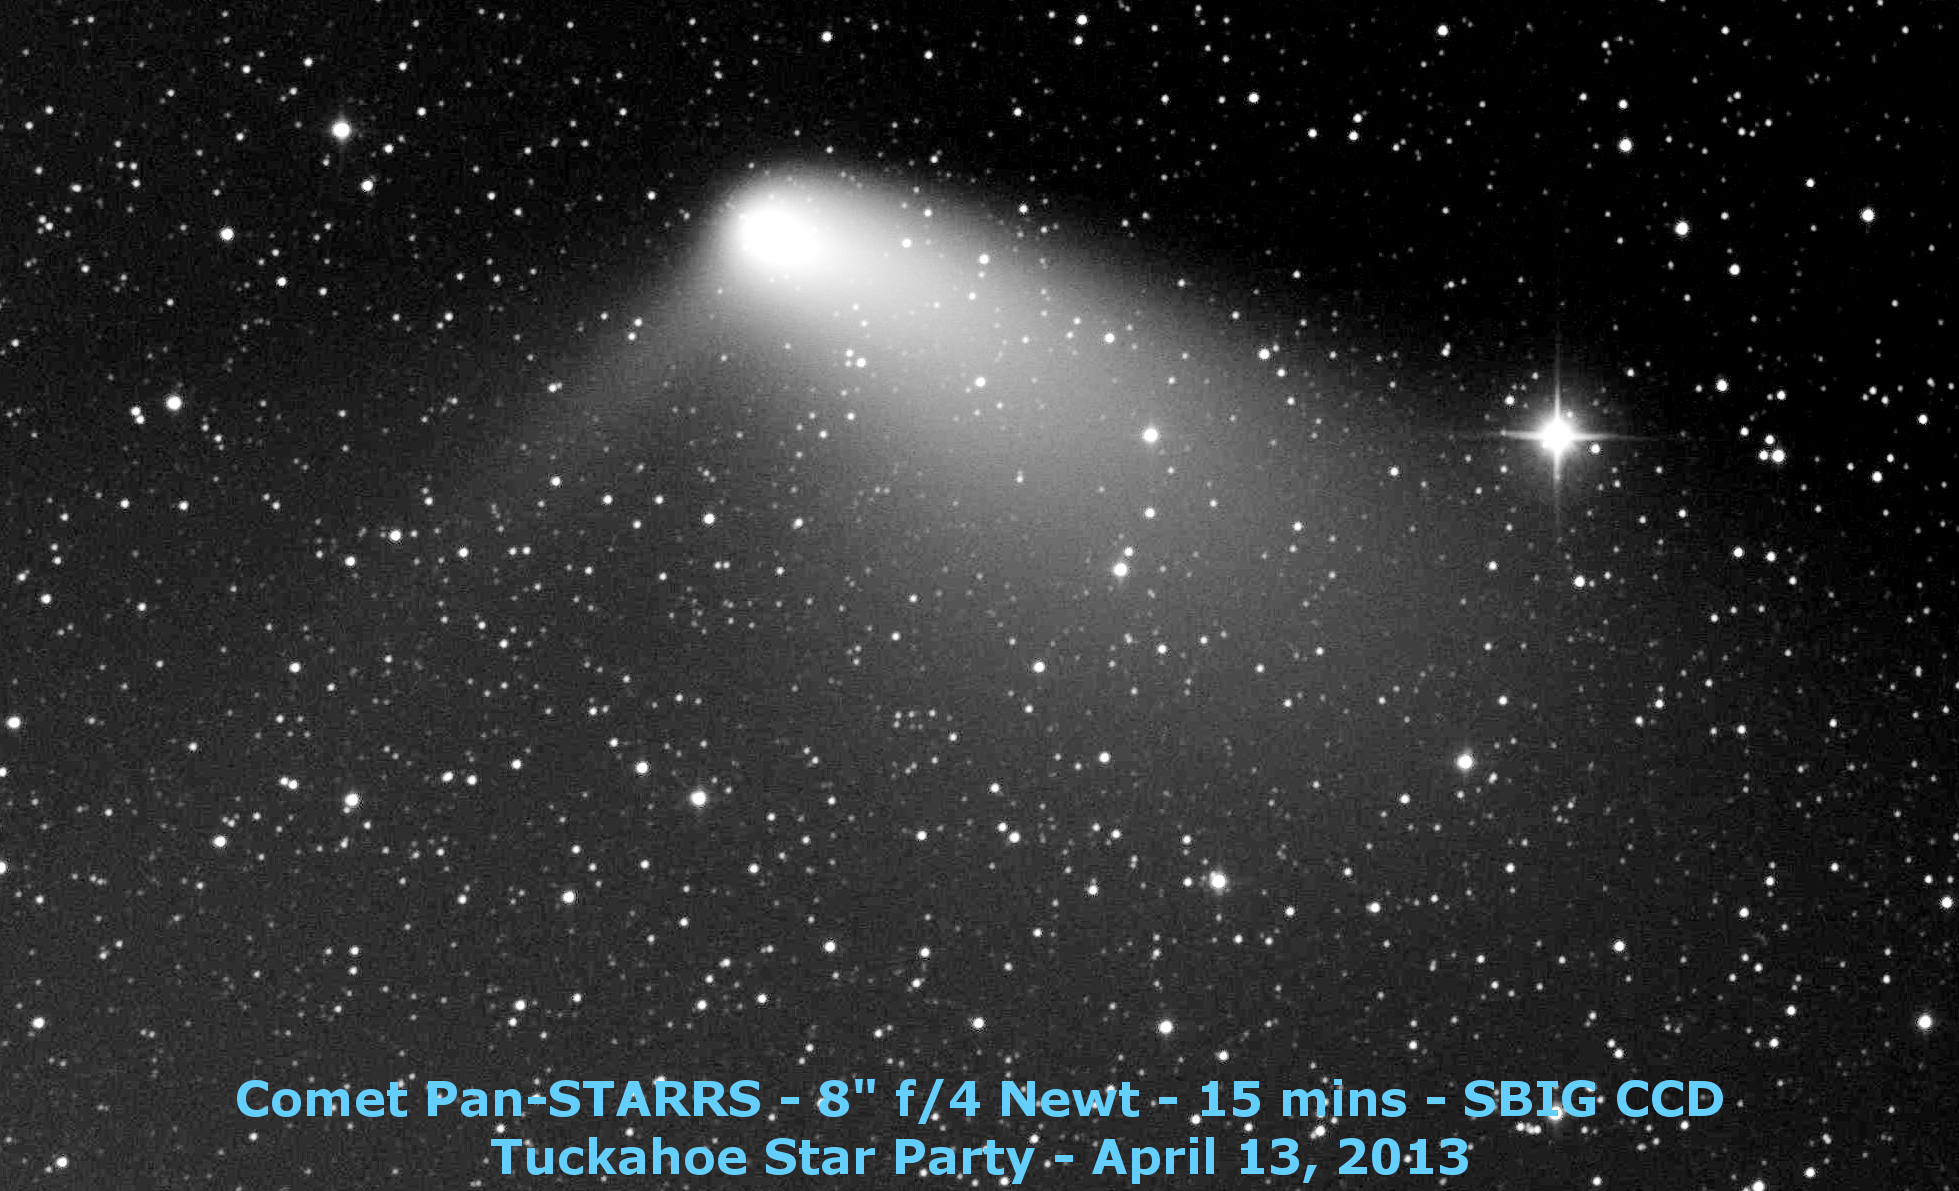 Comet Pan-STARRS - 8" f/4 Newt - 15 mins - SBIG CCD
Tuckahoe Star Party - April 13, 2013